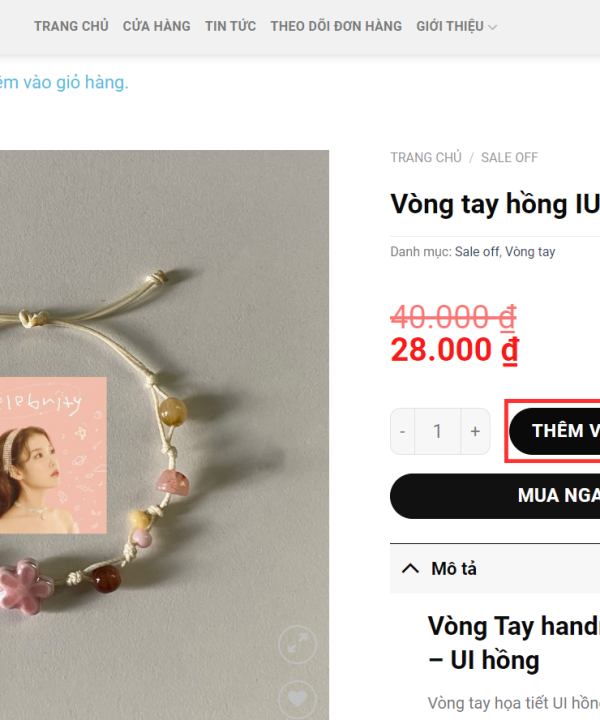 TRANG CHỦ CỬA HÀNG TIN TỨC THEO DÕI ĐƠN HÀNG GIỚI THIỆU
vào giỏ hàng.
TRANG CHỦ / SALE OFF
Vòng tay hồng IU
Danh mục: Sale off, Vòng tay
40.000 ₫
28.000 ₫
- 1 +
THÊM V
MUA NGA
Mô tả
Vòng Tay hand
– UI hồng
Vòng tay họa tiết UI hồn